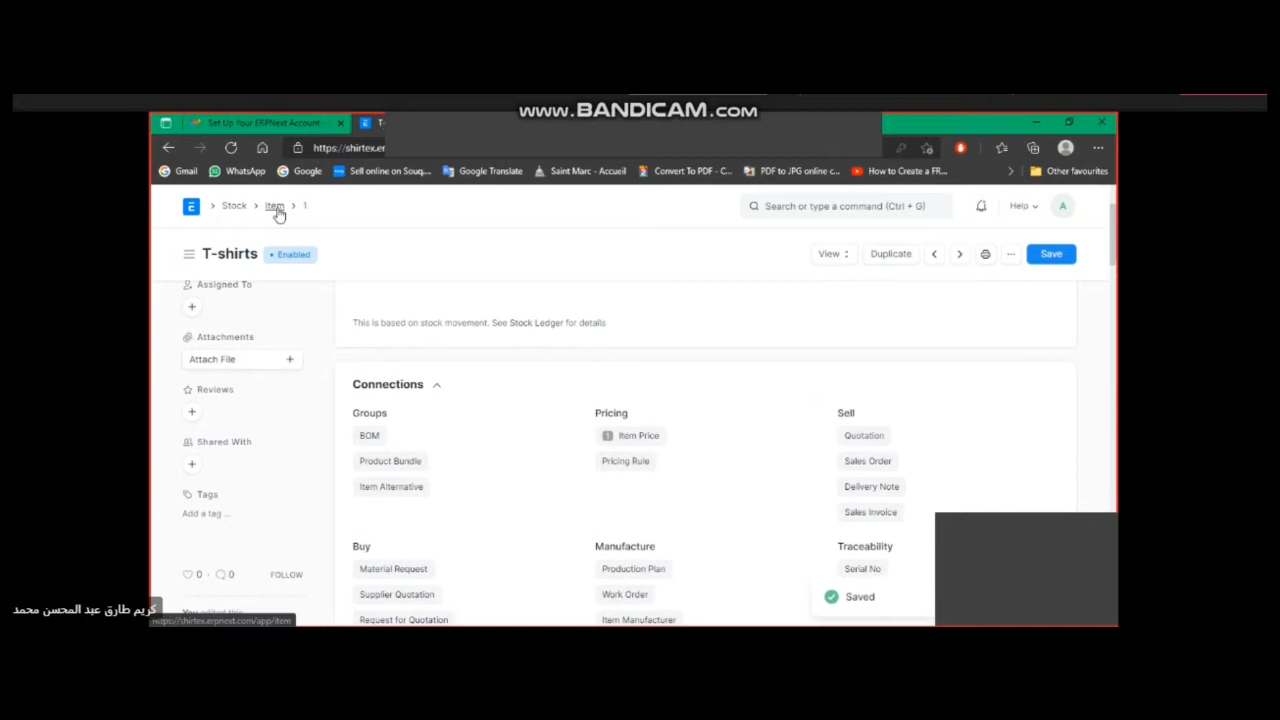 www.BANDICAM.com
Set Up Your ERPNext Account -
T-
https://shirtex.er
Gmail WhatsApp Google Sell online on Souq,... Google Translate Saint Marc - Accueil Convert To PDF - C... PDF to JPG online c... How to Create a FR... Other favourites
E Stock Item 1 Search or type a command (Ctrl + G) Help A
T-shirts Enabled View Duplicate Save
Assigned To
Attachments
Attach File
Reviews
Shared With
Tags
Add a tag ...
0 · 0 FOLLOW
You edited this
This is based on stock movement. See Stock Ledger for details
Connections
Groups Pricing Sell
BOM 1 Item Price Quotation
Product Bundle Pricing Rule Sales Order
Item Alternative Delivery Note
Sales Invoice
Buy Manufacture Traceability
Material Request Production Plan Serial No
Supplier Quotation Work Order
Request for Quotation Item Manufacturer
Saved
كريم طارق عبد المحسن محمد
https://shirtex.erpnext.com/app/item